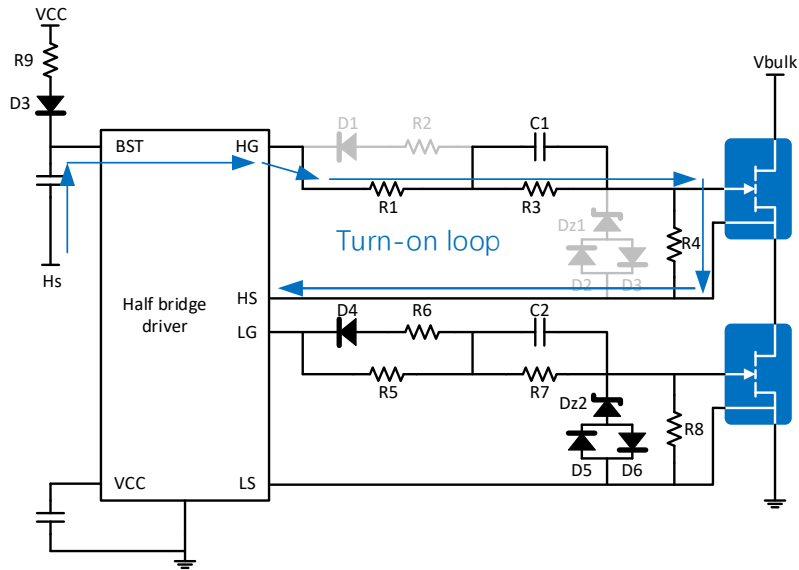 VCC
R9
D3
Vbulk
D1
R2
C1
BST
HG
R1
R3
Dz1
Turn-on loop
R4
D2
D3
Hs
HS
Half bridge
driver
LG
D4
R6
C2
R5
R7
Dz2
R8
D5
D6
VCC
LS